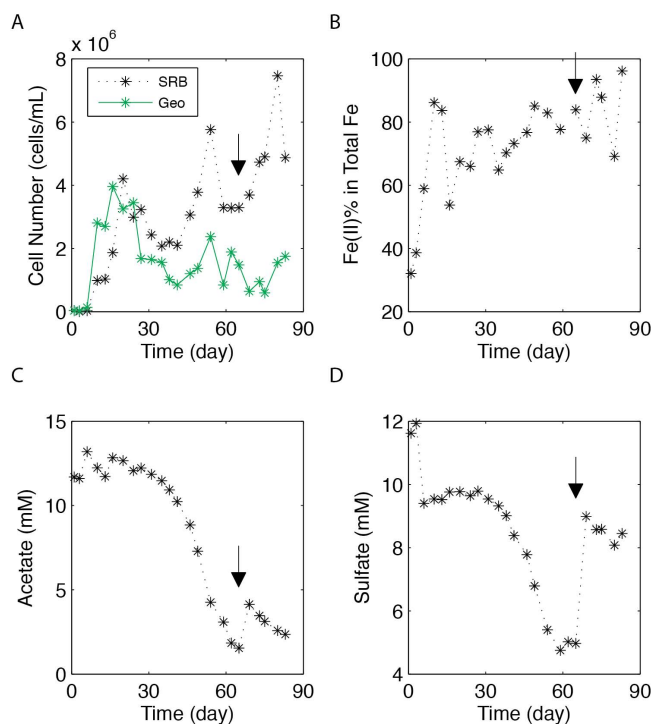 A
x 10⁶
8
6
4
2
0
0 30 60 90
Cell Number (cells/mL)
Time (day)
SRB
Geo
B
100
80
60
40
20
0 30 60 90
Fe(II)% in Total Fe
Time (day)
C
15
10
5
0
0 30 60 90
Acetate (mM)
Time (day)
D
12
10
8
6
4
0 30 60 90
Sulfate (mM)
Time (day)